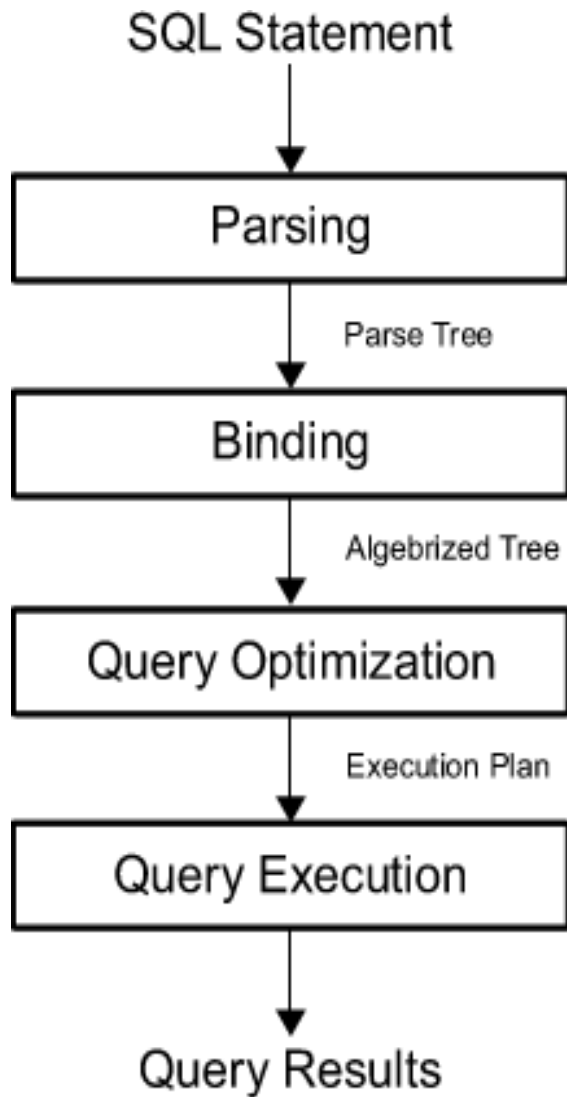 SQL Statement
Parsing
Parse Tree
Binding
Algebrized Tree
Query Optimization
Execution Plan
Query Execution
Query Results